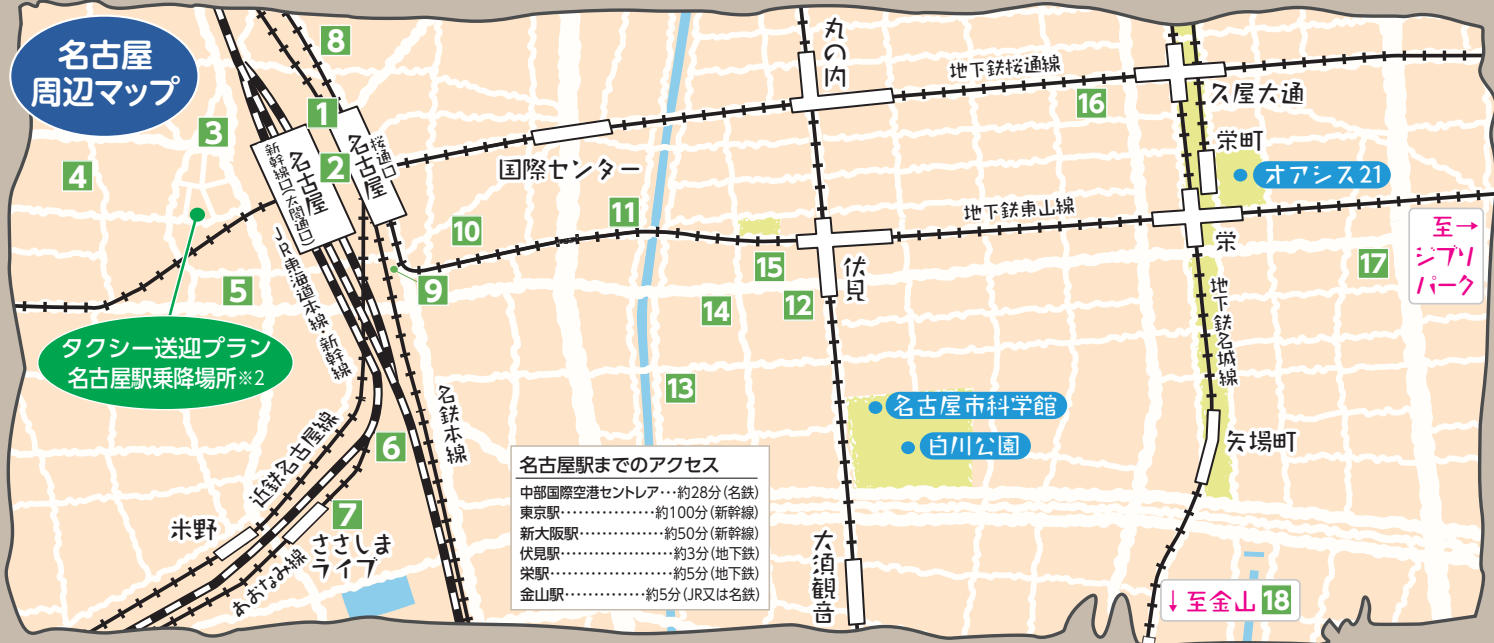 名古屋
周辺マップ
8
1
3
2
4
名古屋
新幹線口(太閤通口)
名古屋
桜通口
国際センター
丸の内
地下鉄桜通線
16
久屋大通
栄町
オアシス21
地下鉄東山線
栄
至→
ジブリ
パーク
10
11
15
伏見
12
14
17
9
5
タクシー送迎プラン
名古屋駅乗降場所※2
JR東海道本線・新幹線
地下鉄名城線
名鉄本線
13
名古屋市科学館
白川公園
矢場町
6
近鉄名古屋線
米野
7
ささしま
ライブ
あおなみ線
名古屋駅までのアクセス
中部国際空港セントレア…約28分(名鉄)
東京駅……………約100分(新幹線)
新大阪駅……………約50分(新幹線)
伏見駅…………………約3分(地下鉄)
栄駅……………………約5分(地下鉄)
金山駅……………約5分(JR又は名鉄)
大須観音
↓至金山 18